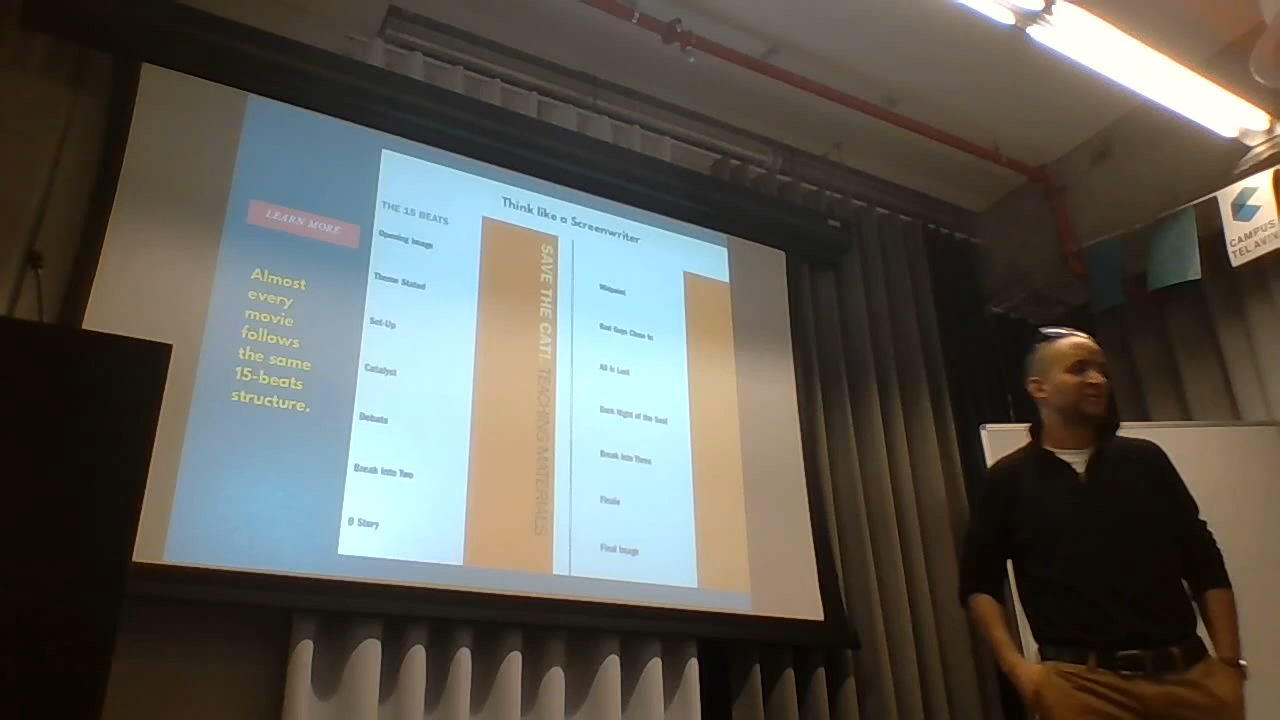 Think like a Screenwriter
LEARN MORE
Almost
every
movie
follows
the same
15-beats
structure.
THE 15 BEATS
Opening Image
Theme Stated
Set-Up
Catalyst
Debate
Break Into Two
B Story
SAVE THE CAT! TEACHING MATERIALS
Midpoint
Bad Guys Close In
All Is Lost
Dark Night of the Soul
Break Into Three
Finale
Final Image
CAMPUS
TEL AVIV